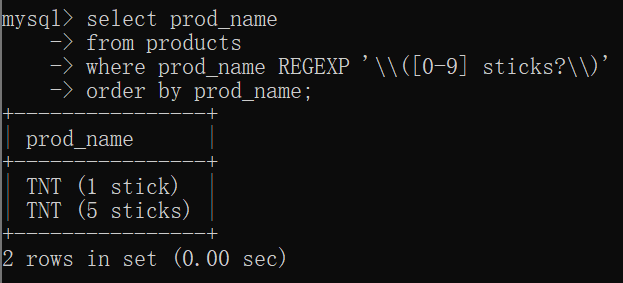 mysql> select prod_name
    -> from products
    -> where prod_name REGEXP '\\([0-9] sticks?\\)'
    -> order by prod_name;
+----------------+
| prod_name      |
+----------------+
| TNT (1 stick)  |
| TNT (5 sticks) |
+----------------+
2 rows in set (0.00 sec)